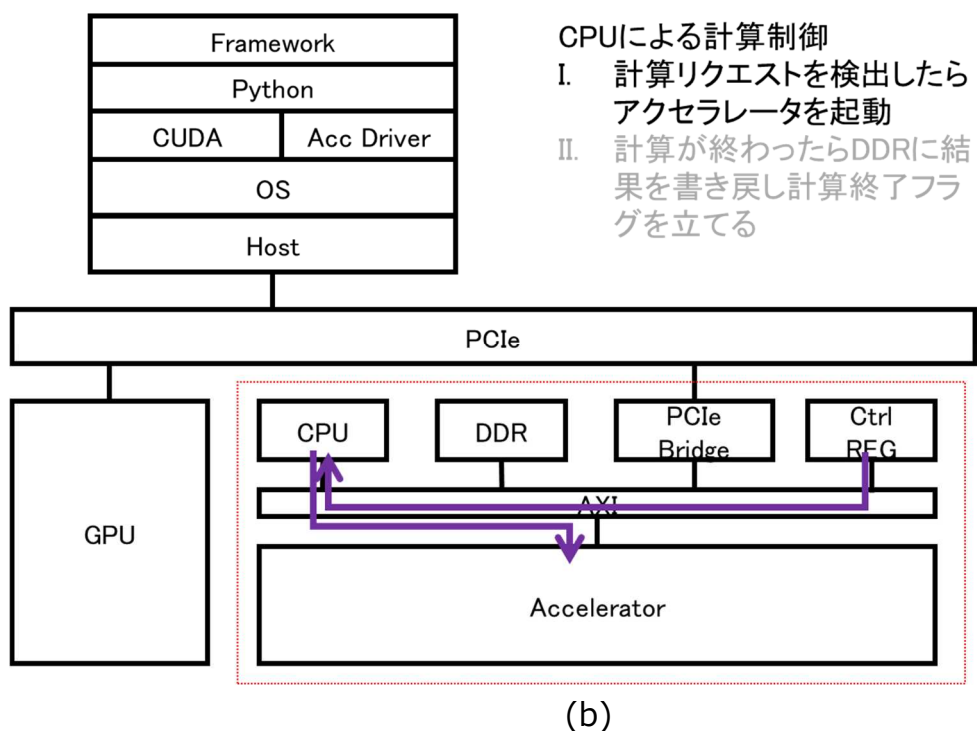 Framework
Python
CUDA
Acc Driver
OS
Host
CPUによる計算制御
I. 計算リクエストを検出したら
アクセラレータを起動
II. 計算が終わったらDDRに結
果を書き戻し計算終了フラ
グを立てる
PCIe
GPU
CPU
DDR
PCIe
Bridge
Ctrl
REG
AXI
Accelerator
(b)